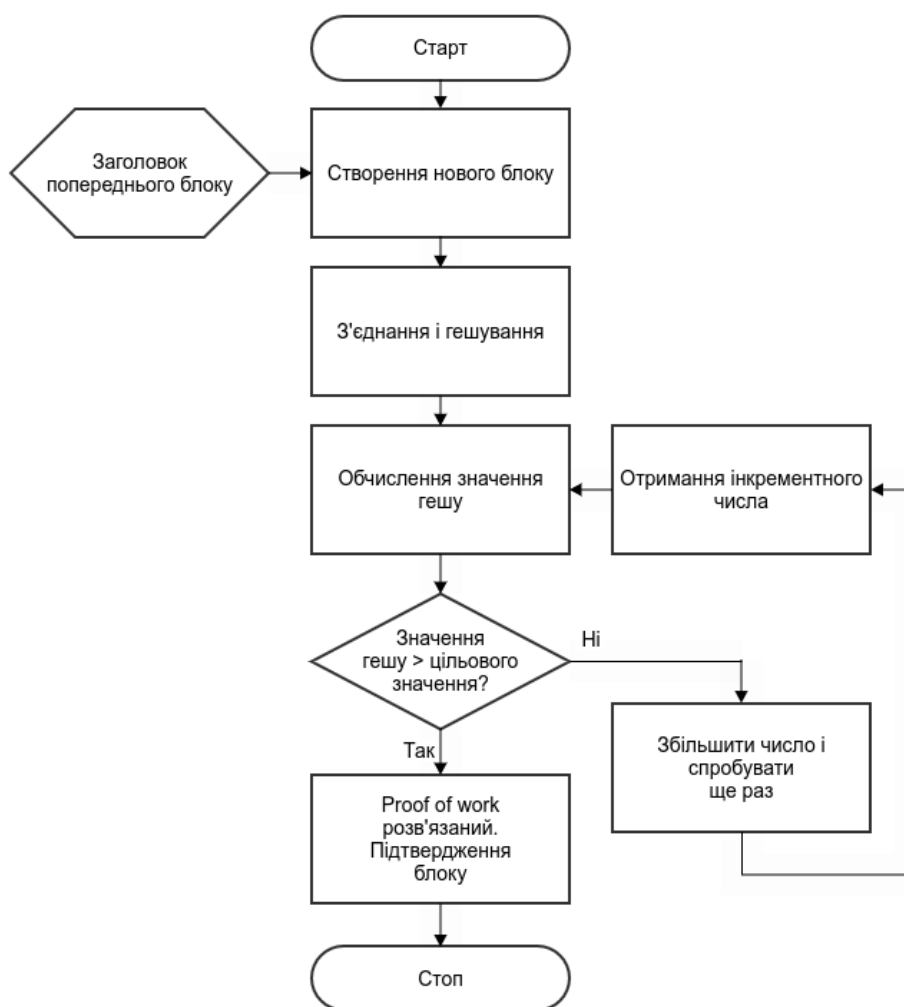 Старт
Заголовок
попереднього блоку
Створення нового блоку
З'єднання і гешування
Обчислення значення
гешу
Отримання інкрементного
числа
Значення
гешу > цільового
значення?
Ні
Так
Збільшити число і
спробувати
ще раз
Proof of work
розв'язаний.
Підтвердження
блоку
Стоп